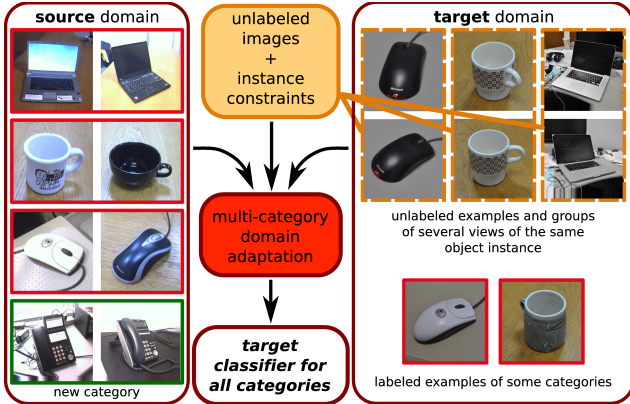 source domain
new category
unlabeled
images
+
instance
constraints
multi-category
domain
adaptation
target
classifier for
all categories
target domain
unlabeled examples and groups
of several views of the same
object instance
labeled examples of some categories